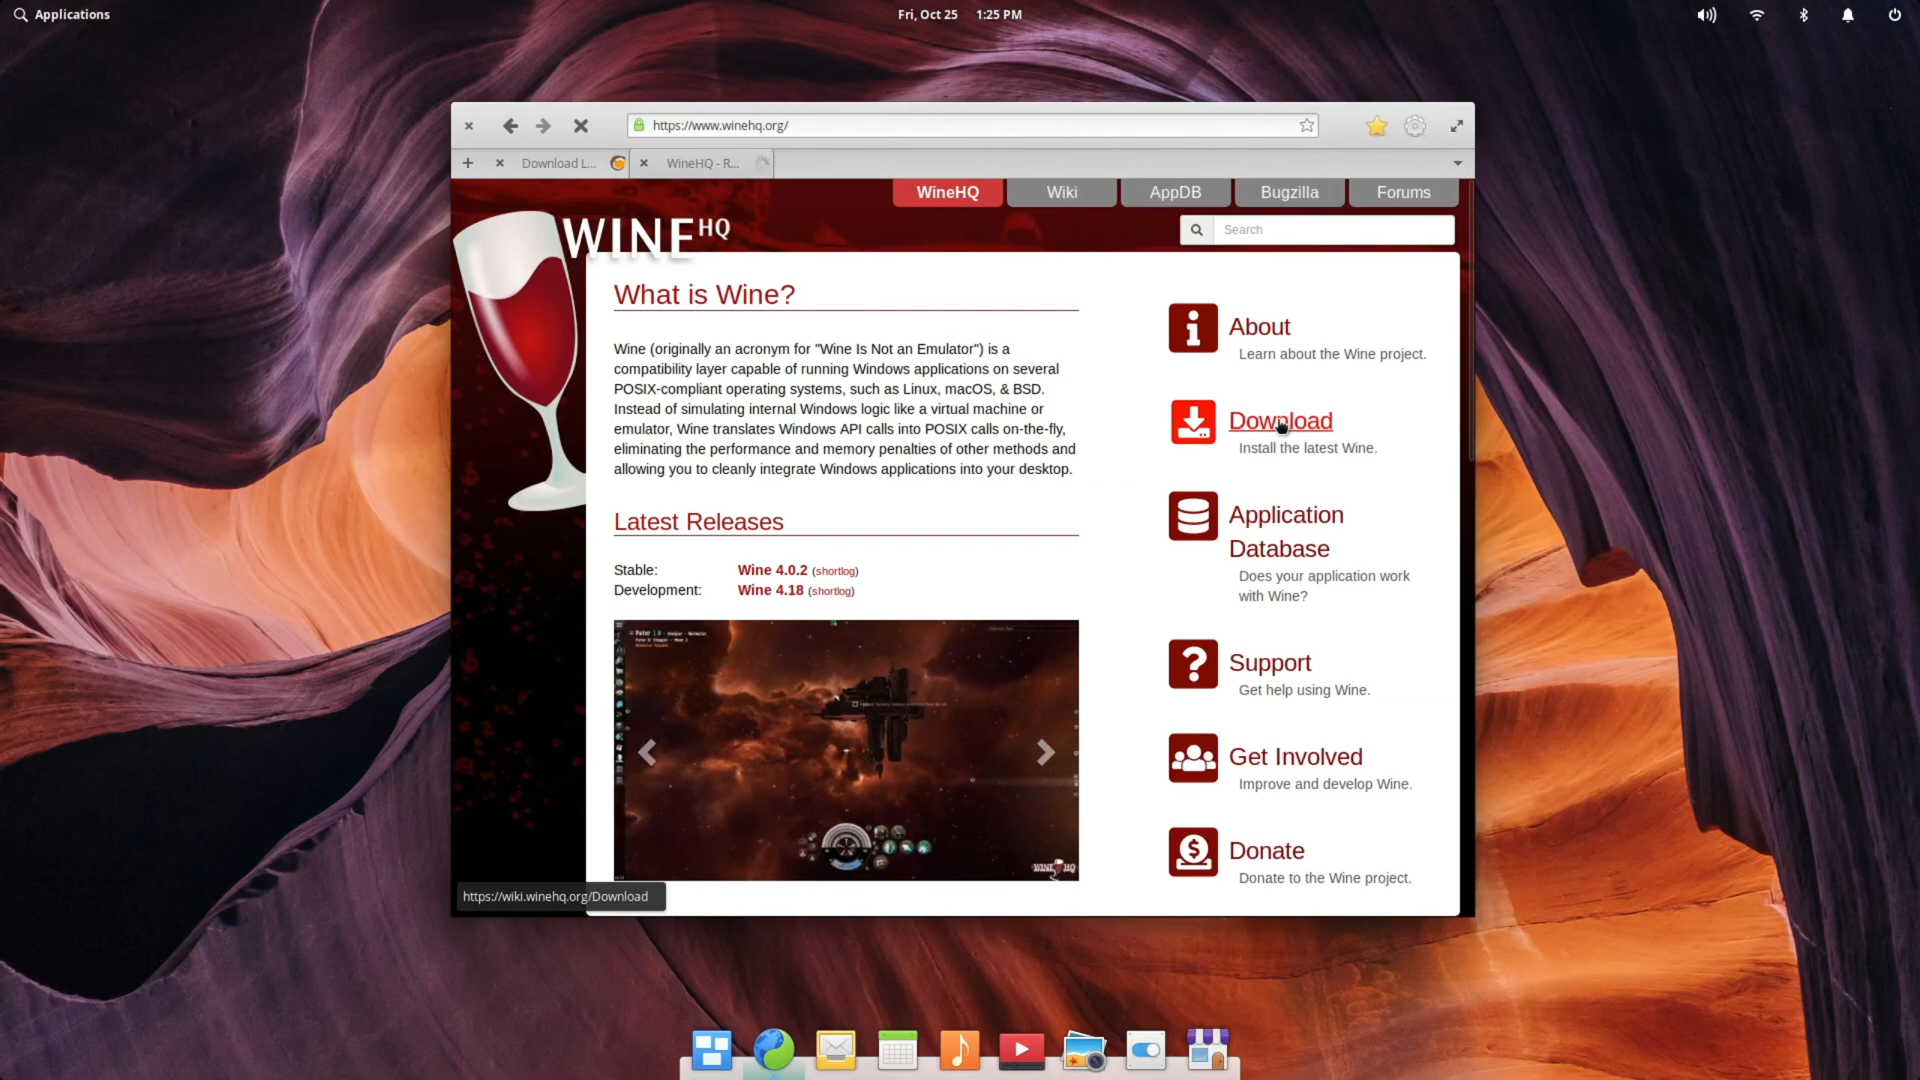 Applications
Fri, Oct 25 1:25 PM
https://www.winehq.org/
Download L...
WineHQ - R...
WineHQ
Wiki
AppDB
Bugzilla
Forums
WINEHQ
Search
What is Wine?
Wine (originally an acronym for "Wine Is Not an Emulator") is a
compatibility layer capable of running Windows applications on several
POSIX-compliant operating systems, such as Linux, macOS, & BSD.
Instead of simulating internal Windows logic like a virtual machine or
emulator, Wine translates Windows API calls into POSIX calls on-the-fly,
eliminating the performance and memory penalties of other methods and
allowing you to cleanly integrate Windows applications into your desktop.
Latest Releases
Stable: Wine 4.0.2 (shortlog)
Development: Wine 4.18 (shortlog)
WINE HQ
https://wiki.winehq.org/Download
About
Learn about the Wine project.
Download
Install the latest Wine.
Application
Database
Does your application work
with Wine?
Support
Get help using Wine.
Get Involved
Improve and develop Wine.
Donate
Donate to the Wine project.